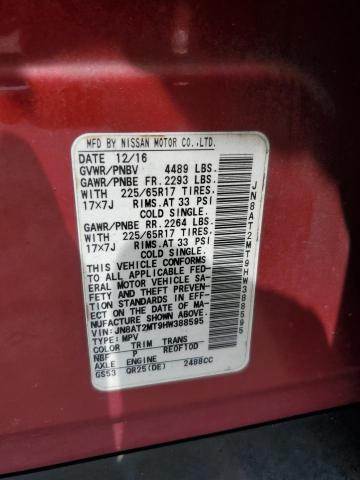 MFD BY NISSAN MOTOR CO.,LTD.
DATE 12/16
GVWR/PNBV 4489 LBS.
GAWR/PNBE FR. 2293 LBS.
WITH 225/65R17 TIRES.
17X7J RIMS.AT 33 PSI
COLD SINGLE.
GAWR/PNBE RR. 2264 LBS.
WITH 225/65R17 TIRES.
17X7J RIMS.AT 33 PSI
COLD SINGLE.
THIS VEHICLE CONFORMS
TO ALL APPLICABLE FED-
ERAL MOTOR VEHICLE SA-
FETY AND THEFT PREVEN-
TION STANDARDS IN EFF-
ECT ON THE DATE OF MA-
NUFACTURE SHOWN ABOVE.
VIN: JN8AT2MT9HW388595
TYPE: MPV
COLOR TRIM TRANS
NBF P RE0F10D
AXLE ENGINE
GS53 QR25(DE) 2488CC
JN8AT2MT9HW388595